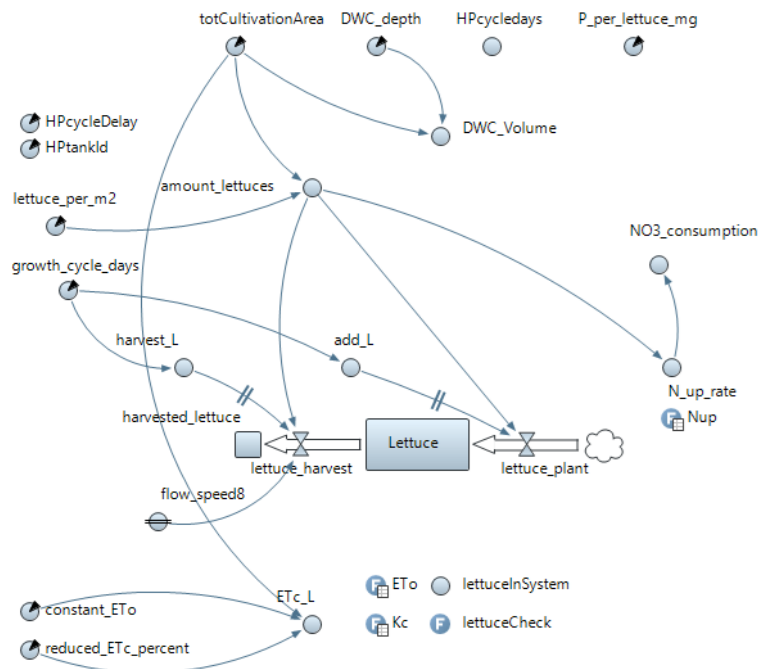 totCultivationArea
DWC_depth
HPcycledays
P_per_lettuce_mg
HPcycleDelay
HPtankId
DWC_Volume
amount_lettuces
lettuce_per_m2
NO3_consumption
growth_cycle_days
harvest_L
add_L
N_up_rate
harvested_lettuce
F Nup
Lettuce
lettuce_harvest
lettuce_plant
flow_speed8
F ETo
lettuceInSystem
ETc_L
constant_ETo
F Kc
F lettuceCheck
reduced_ETc_percent